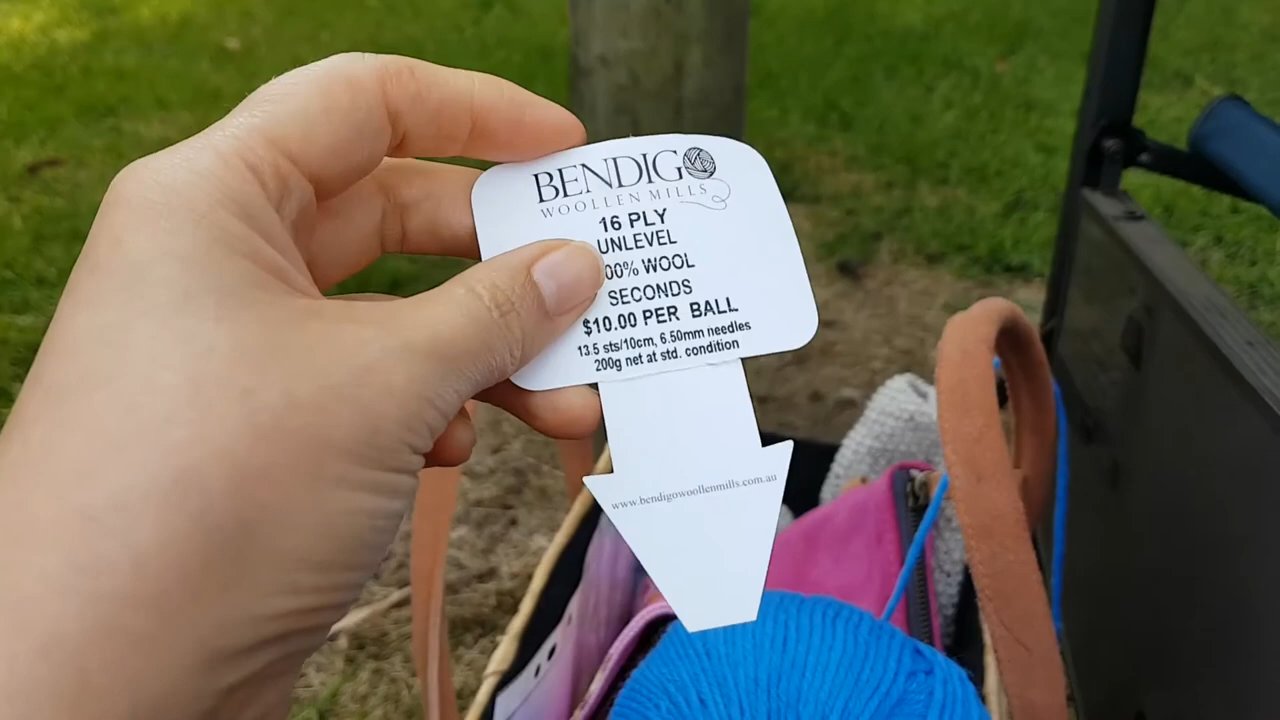 BENDIGO
WOOLLEN MILLS
16 PLY
UNLEVEL
00% WOOL
SECONDS
$10.00 PER BALL
13.5 sts/10cm, 6.50mm needles
200g net at std. condition
www.bendigowoollenmills.com.au